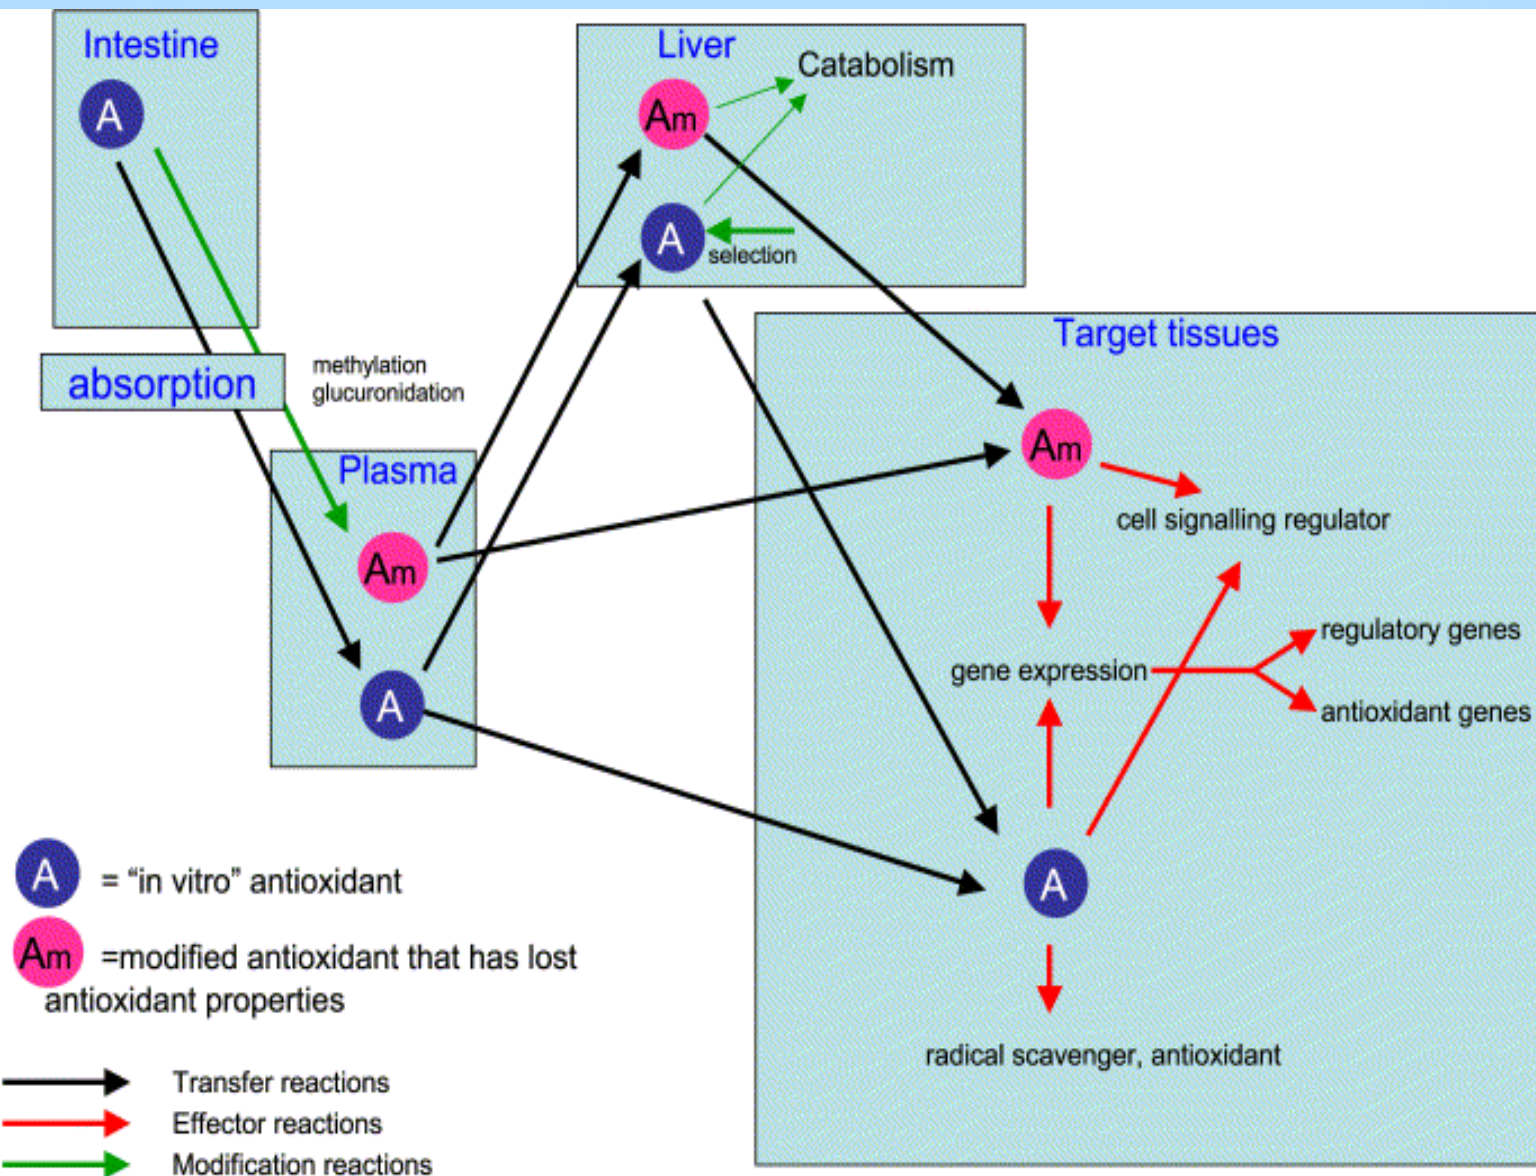 Intestine
A
absorption
methylation
glucuronidation
Plasma
Am
A
Liver
Am
Catabolism
A
selection
Target tissues
Am
cell signalling regulator
gene expression
regulatory genes
antioxidant genes
A
radical scavenger, antioxidant
A = “in vitro” antioxidant
Am =modified antioxidant that has lost
antioxidant properties
Transfer reactions
Effector reactions
Modification reactions